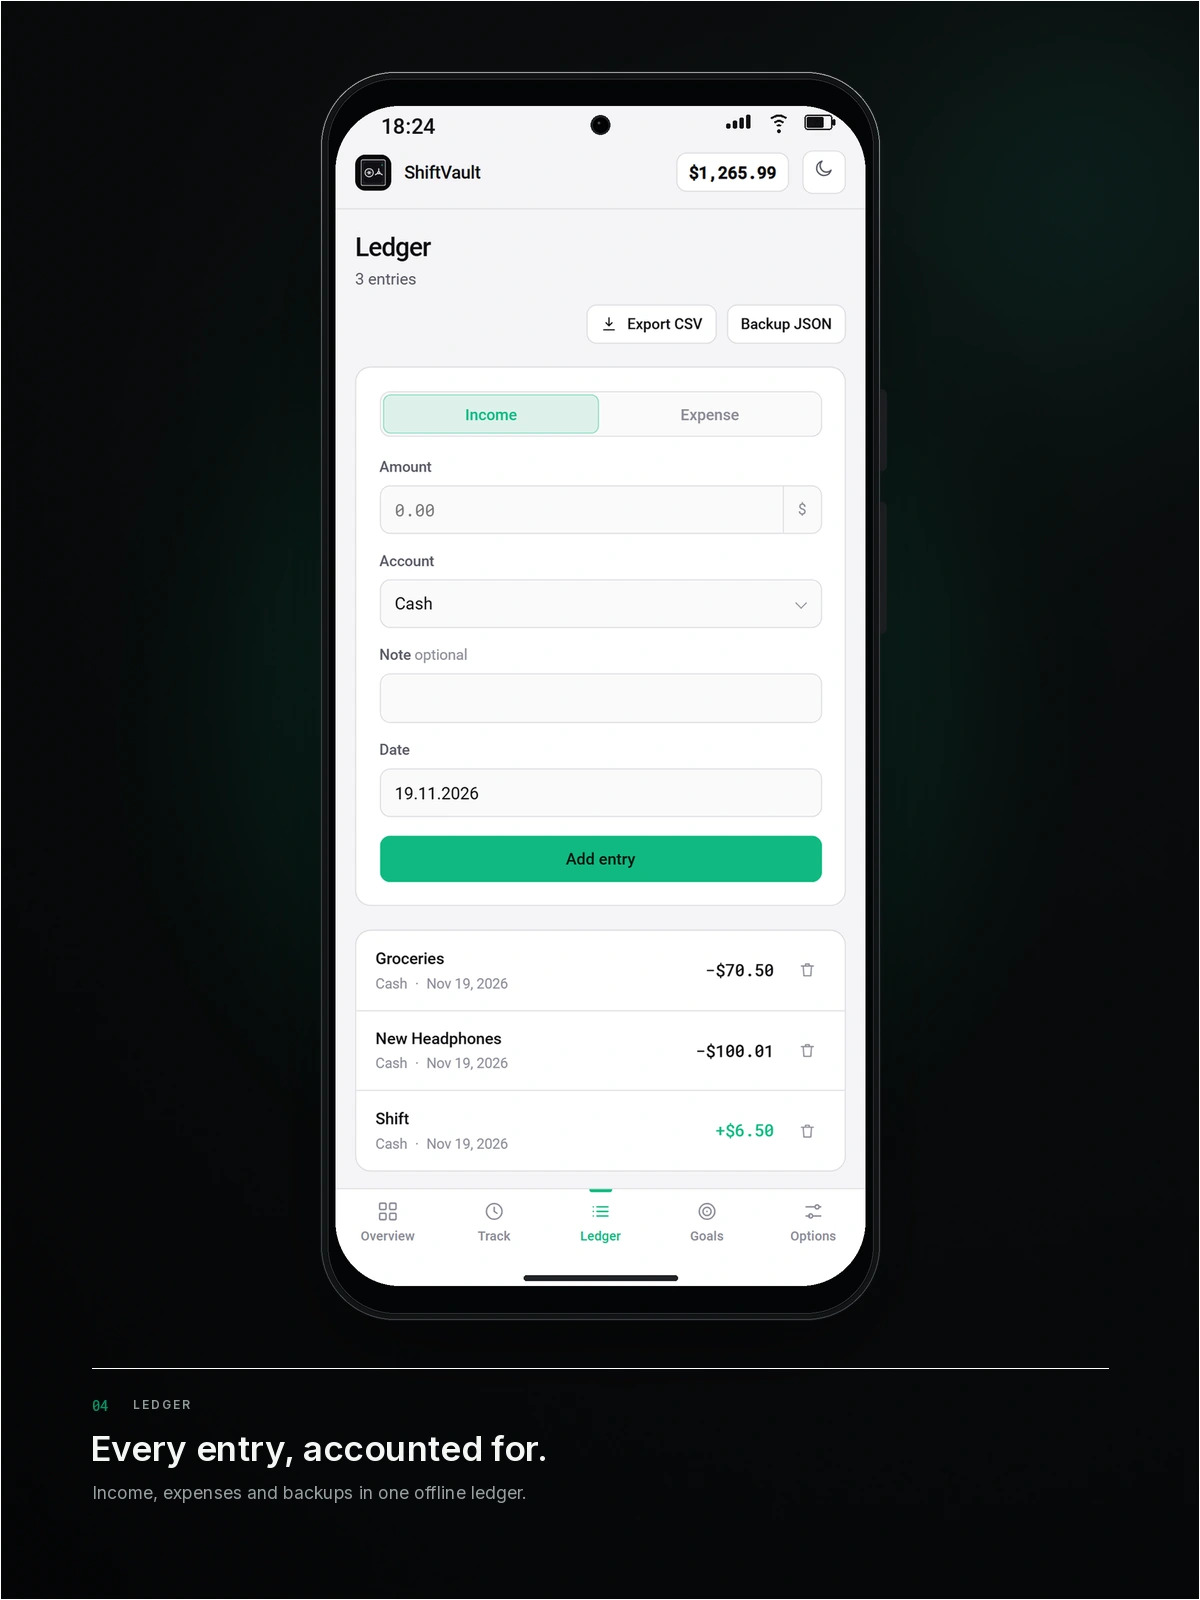 18:24
ShiftVault
$1,265.99
Ledger
3 entries
Export CSV
Backup JSON
Income
Expense
Amount
0.00
$
Account
Cash
Note optional
Date
19.11.2026
Add entry
Groceries
Cash · Nov 19, 2026
−$70.50
New Headphones
Cash · Nov 19, 2026
−$100.01
Shift
Cash · Nov 19, 2026
+$6.50
Overview
Track
Ledger
Goals
Options
04 LEDGER
Every entry, accounted for.
Income, expenses and backups in one offline ledger.